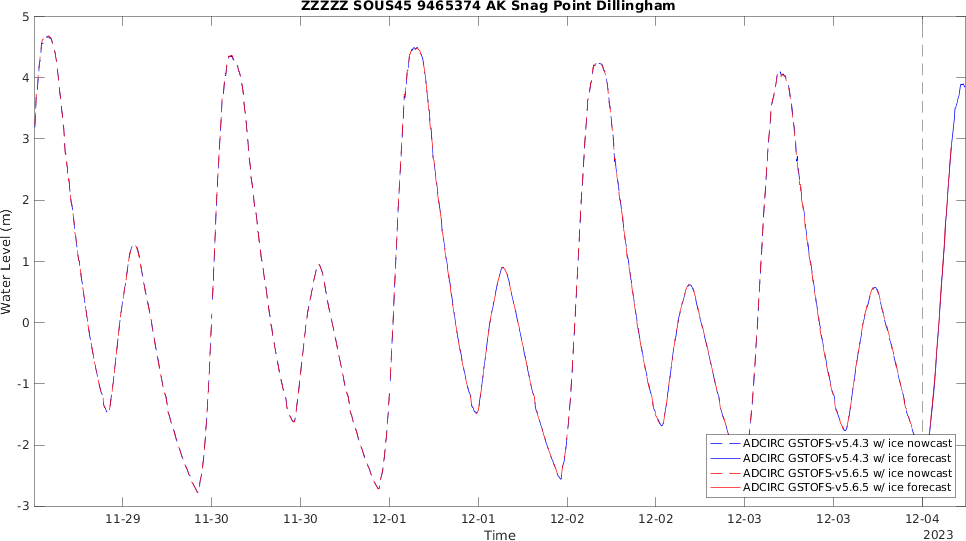 ZZZZZ SOUS45 9465374 AK Snag Point Dillingham
5
4
3
2
1
0
-1
-2
-3
Water Level (m)
ADCIRC GSTOFS-v5.4.3 w/ ice nowcast
ADCIRC GSTOFS-v5.4.3 w/ ice forecast
ADCIRC GSTOFS-v5.6.5 w/ ice nowcast
ADCIRC GSTOFS-v5.6.5 w/ ice forecast
11-29 11-30 11-30 12-01 12-01 12-02 12-02 12-03 12-03 12-04
2023
Time